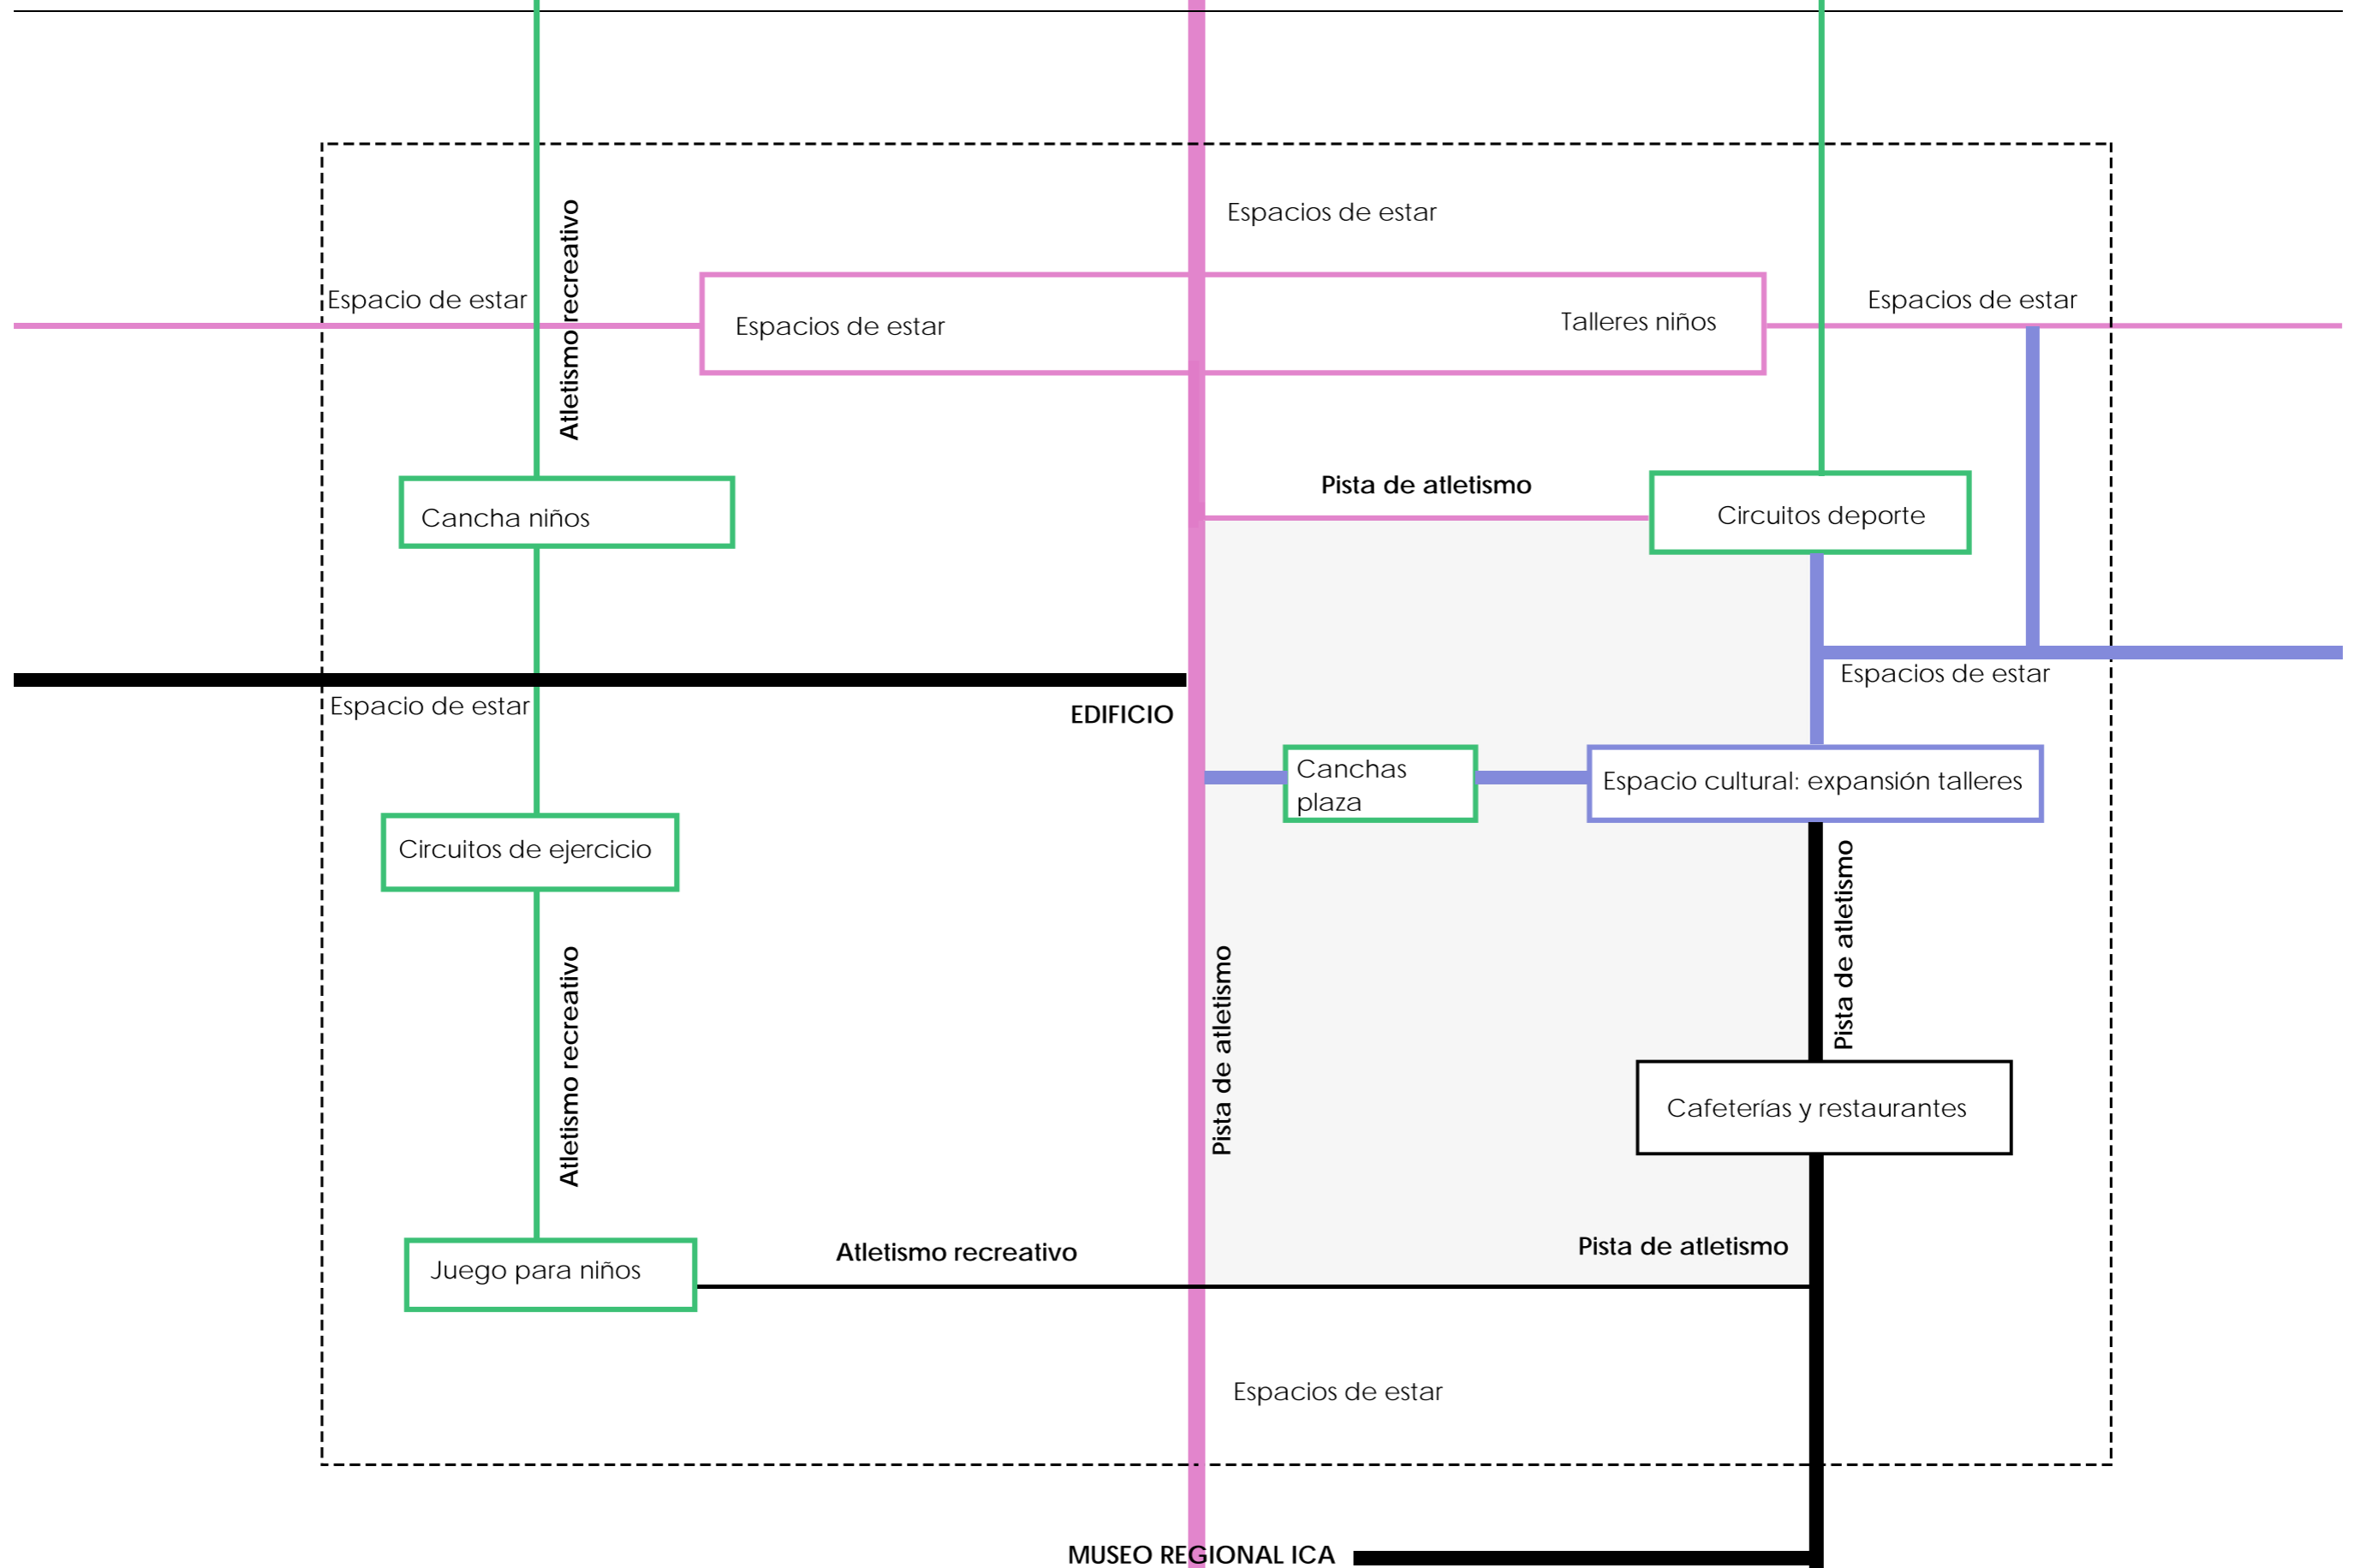 Espacios de estar
Atletismo recreativo
Espacio de estar
Espacios de estar
Talleres niños
Espacios de estar
Pista de atletismo
Cancha niños
Circuitos deporte
Espacio de estar
EDIFICIO
Espacios de estar
Canchas
plaza
Espacio cultural: expansión talleres
Circuitos de ejercicio
Pista de atletismo
Atletismo recreativo
Pista de atletismo
Cafeterías y restaurantes
Juego para niños
Atletismo recreativo
Pista de atletismo
Espacios de estar
MUSEO REGIONAL ICA